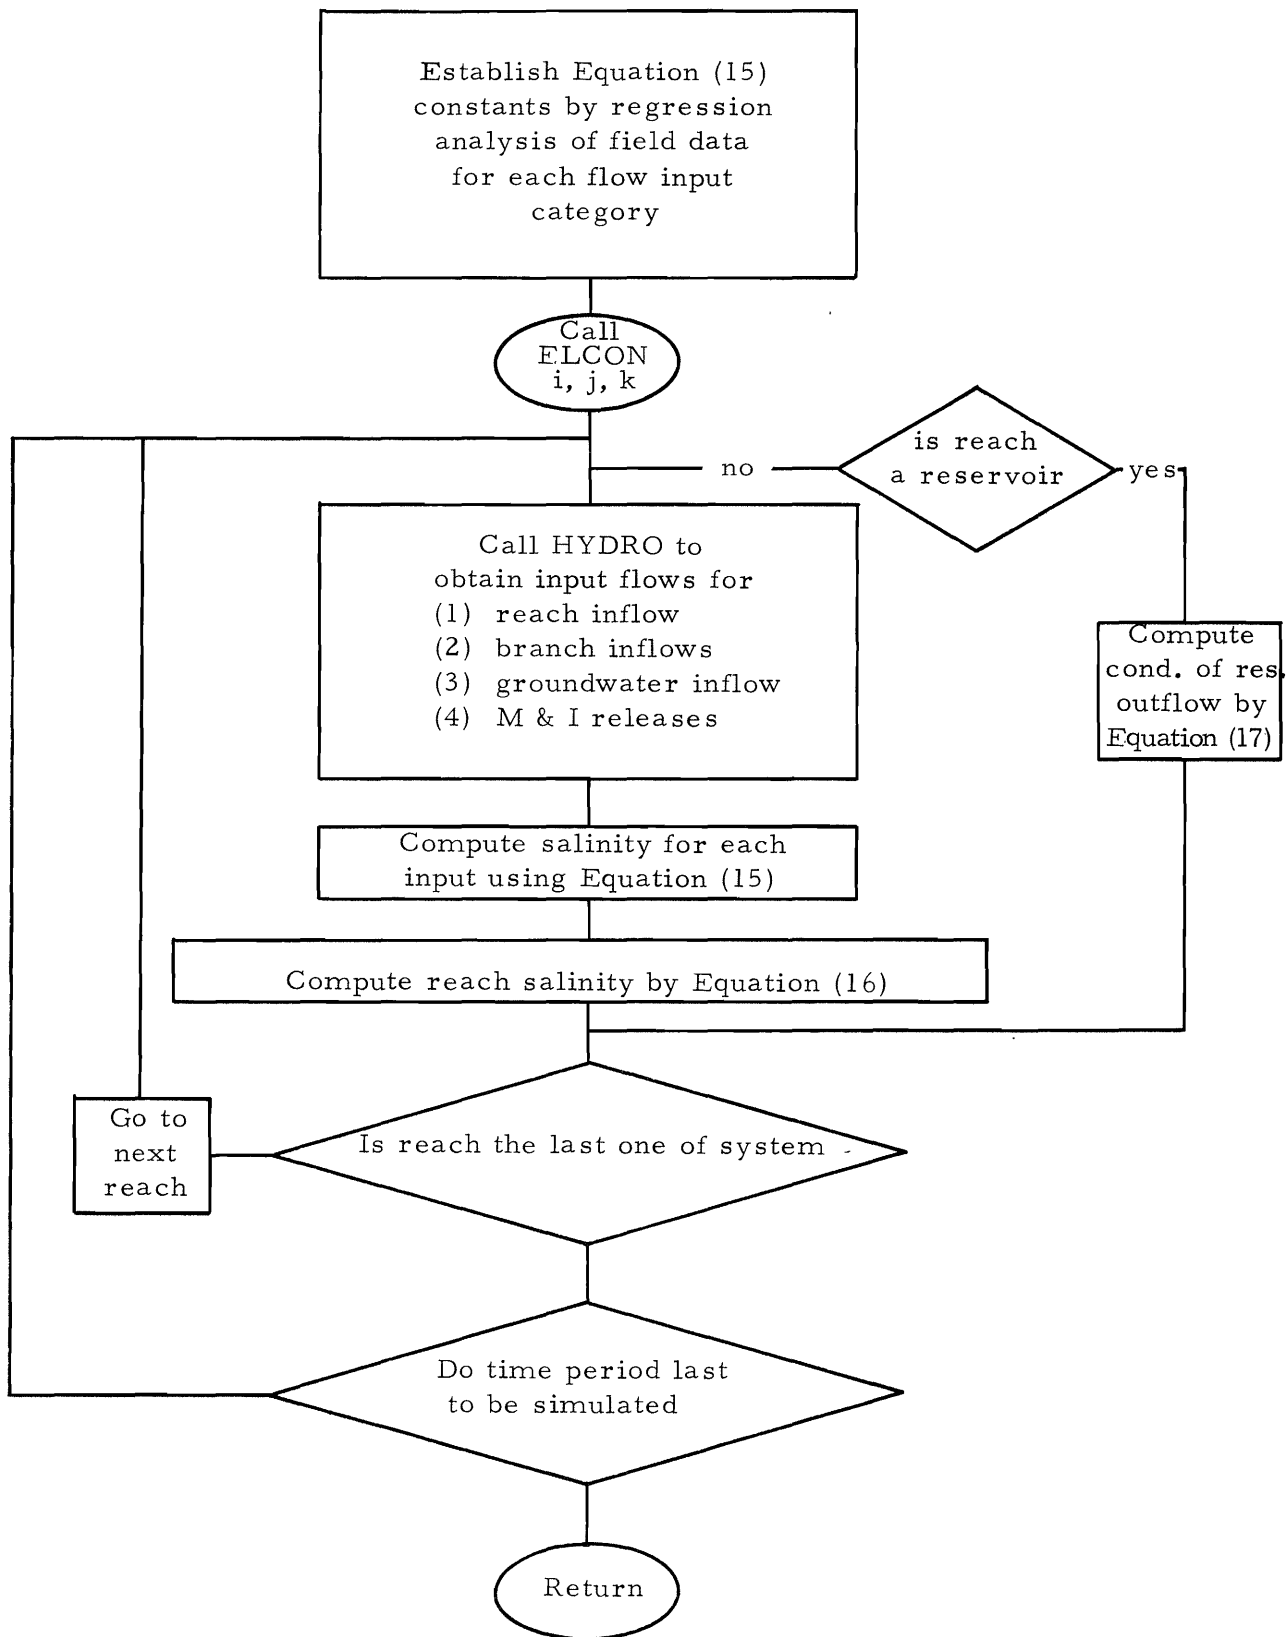 Establish Equation (15)
constants by regression
analysis of field data
for each flow input
category
Call
ELCON
i, j, k
is reach
a reservoir
no
yes
Call HYDRO to
obtain input flows for
(1) reach inflow
(2) branch inflows
(3) groundwater inflow
(4) M & I releases
Compute
cond. of res.
outflow by
Equation (17)
Compute salinity for each
input using Equation (15)
Compute reach salinity by Equation (16)
Go to
next
reach
Is reach the last one of system
Do time period last
to be simulated
Return